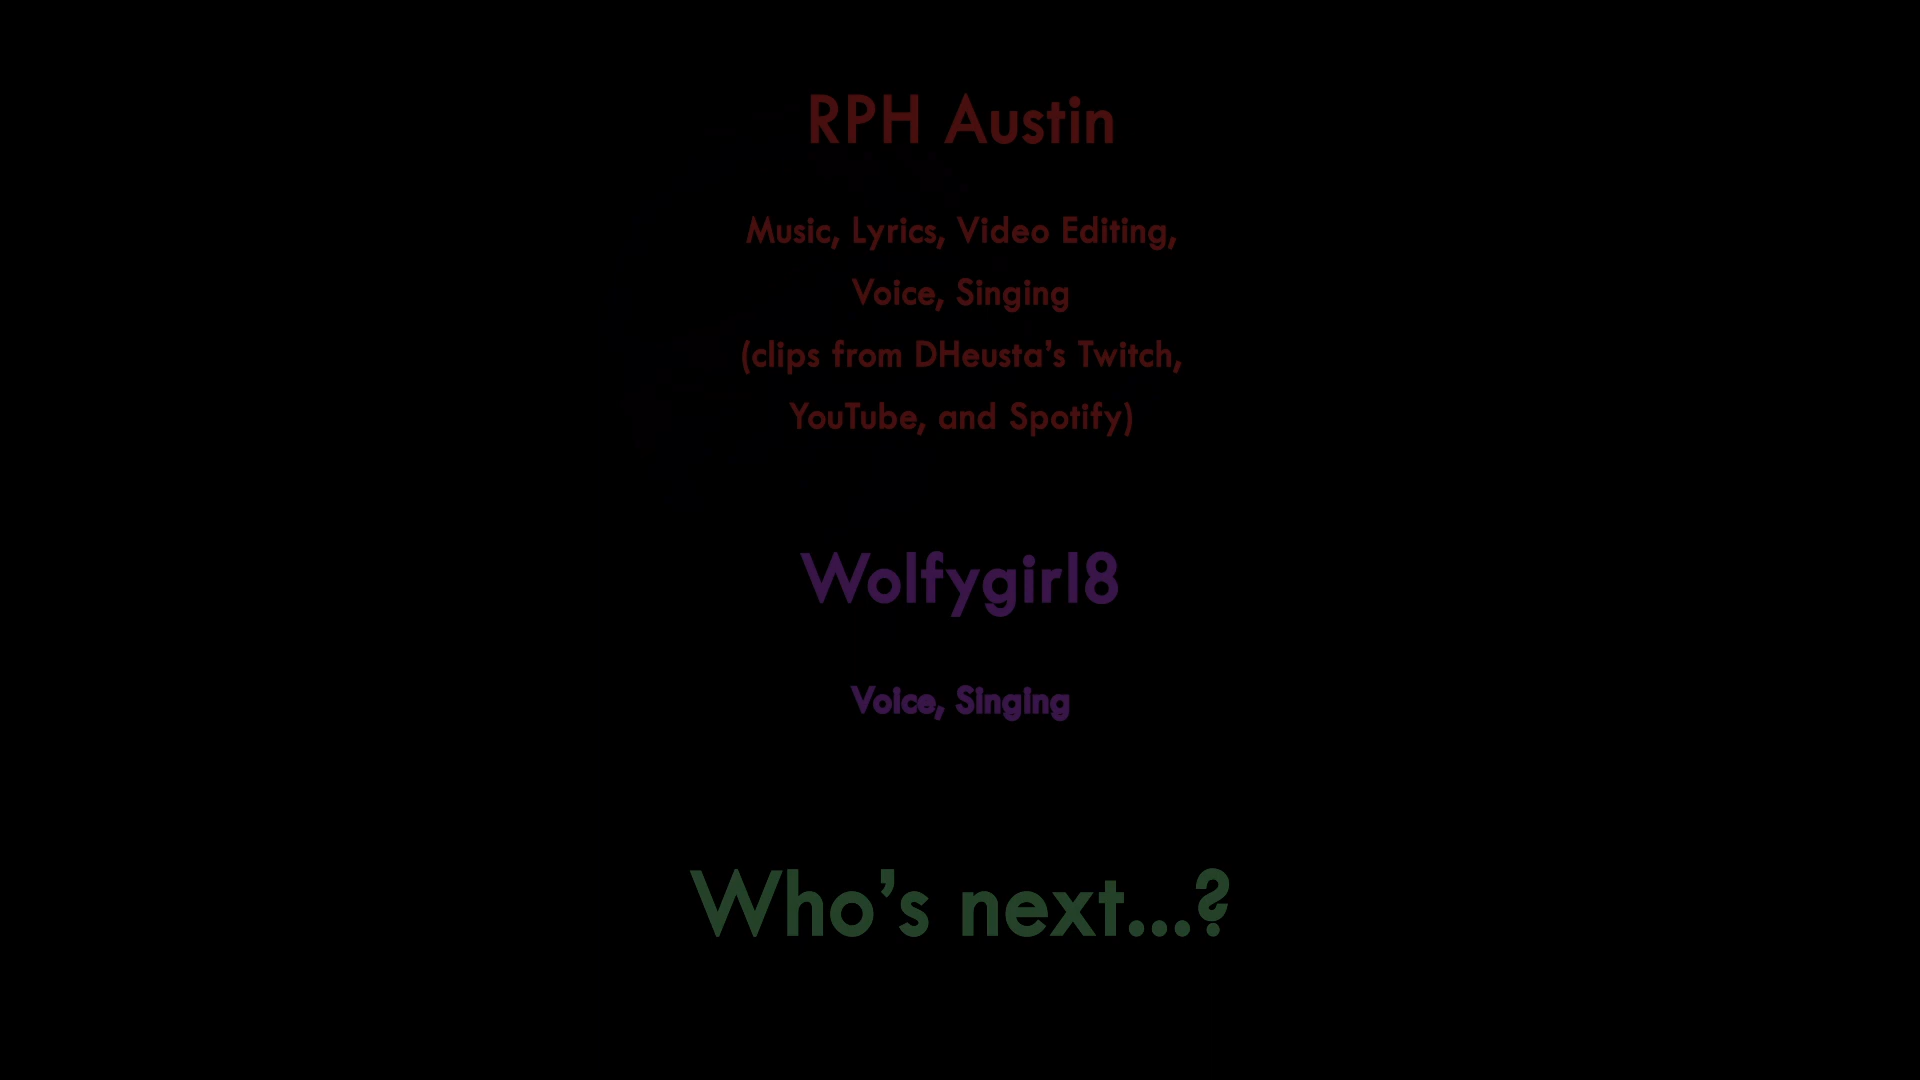 RPH Austin
Music, Lyrics, Video Editing,
Voice, Singing
(clips from DHeusta’s Twitch,
YouTube, and Spotify)
Wolfygirl8
Voice, Singing
Who’s next...?